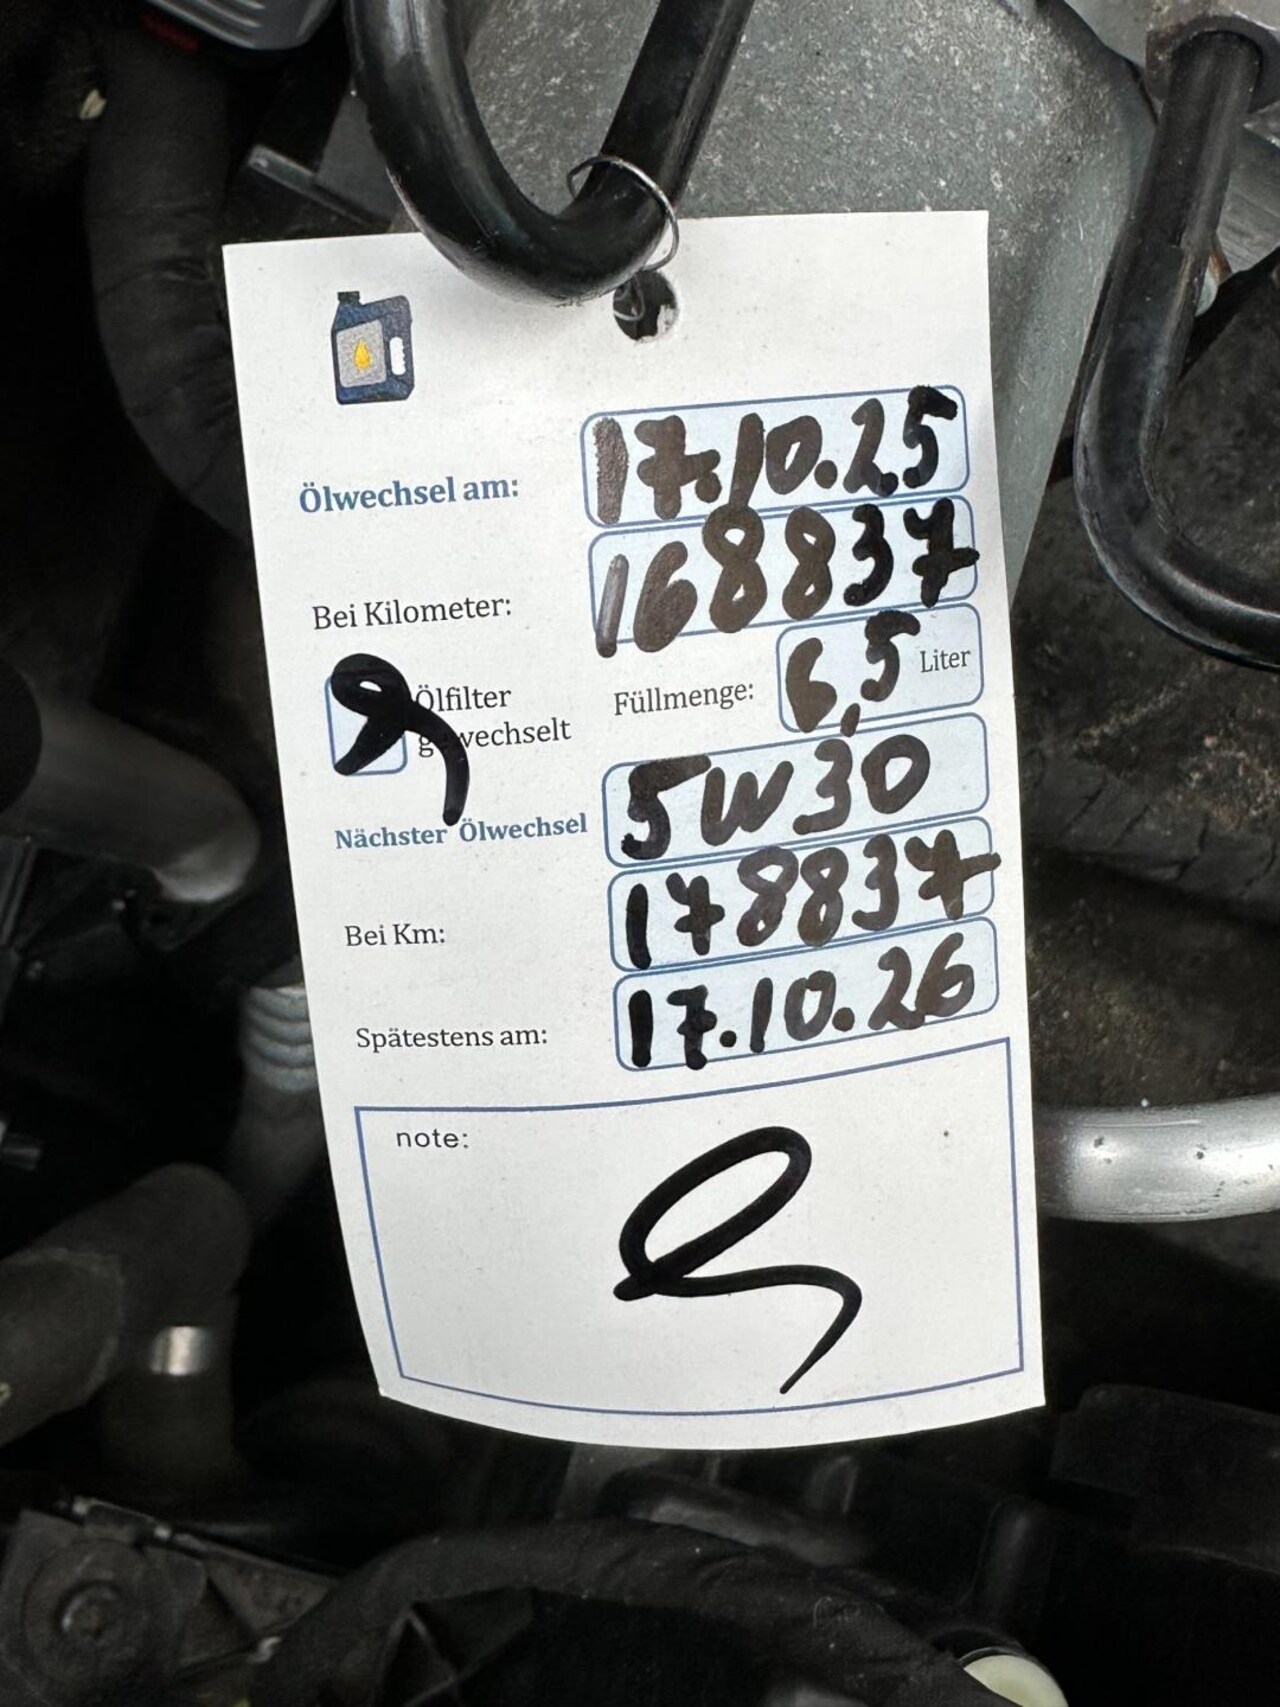 Ölwechsel am: 17.10.25
Bei Kilometer: 168837
Ölfilter
gewechselt
Füllmenge: 6,5 Liter
5W30
Nächster Ölwechsel
Bei Km: 178837
Spätestens am: 17.10.26
note: